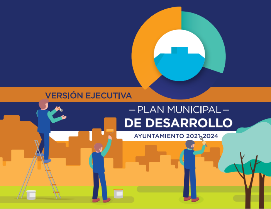 VERSIÓN EJECUTIVA
— PLAN MUNICIPAL —
DE DESARROLLO
AYUNTAMIENTO 2021-2024